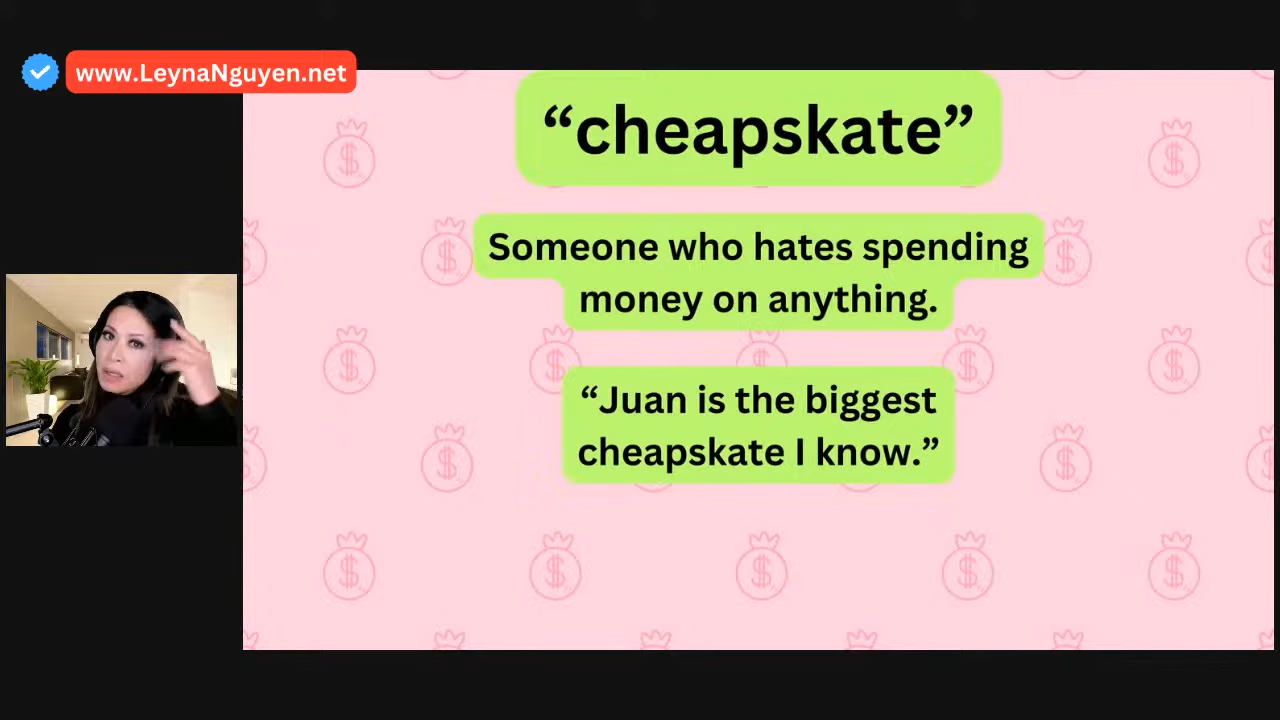 www.LeynaNguyen.net
“cheapskate”
Someone who hates spending
money on anything.
“Juan is the biggest
cheapskate I know.”